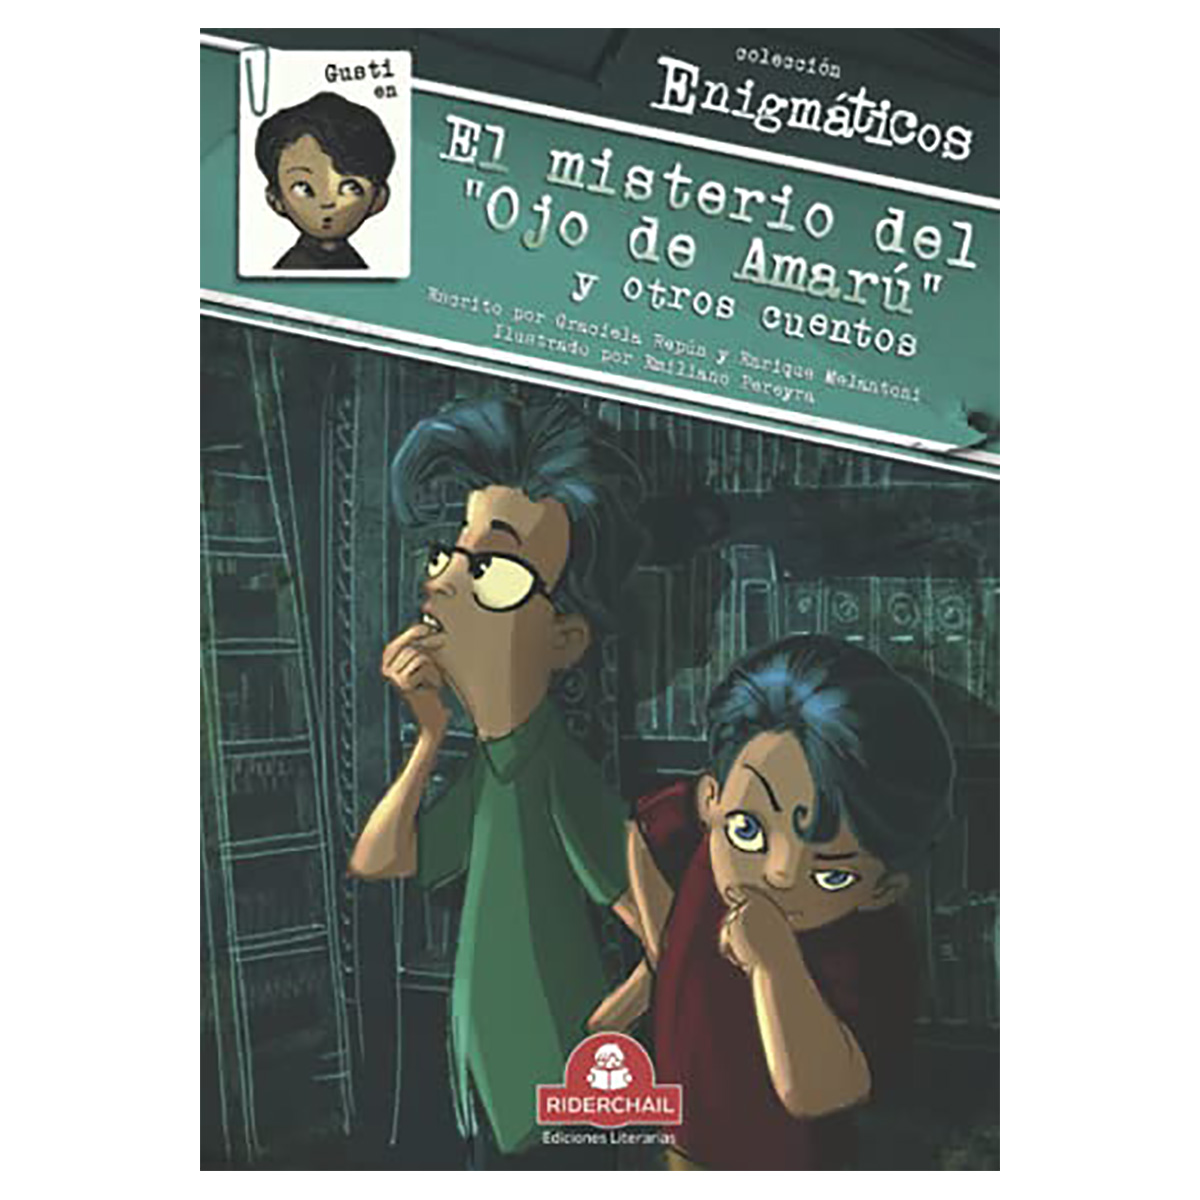 Gusti
en
colección
Enigmáticos
El misterio del
"Ojo de Amarú"
y otros cuentos
Escrito por Graciela Repún y Enrique Melantoni
Ilustrado por Emiliano Pereyra
RIDERCHAIL
Ediciones Literarias